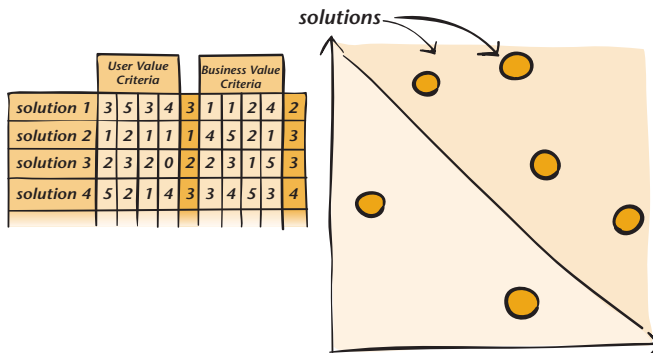 solutions
User Value
Criteria
Business Value
Criteria
solution 1 3 5 3 4 3 1 1 2 4 2
solution 2 1 2 1 1 1 4 5 2 1 3
solution 3 2 3 2 0 2 2 3 1 5 3
solution 4 5 2 1 4 3 3 4 5 3 4